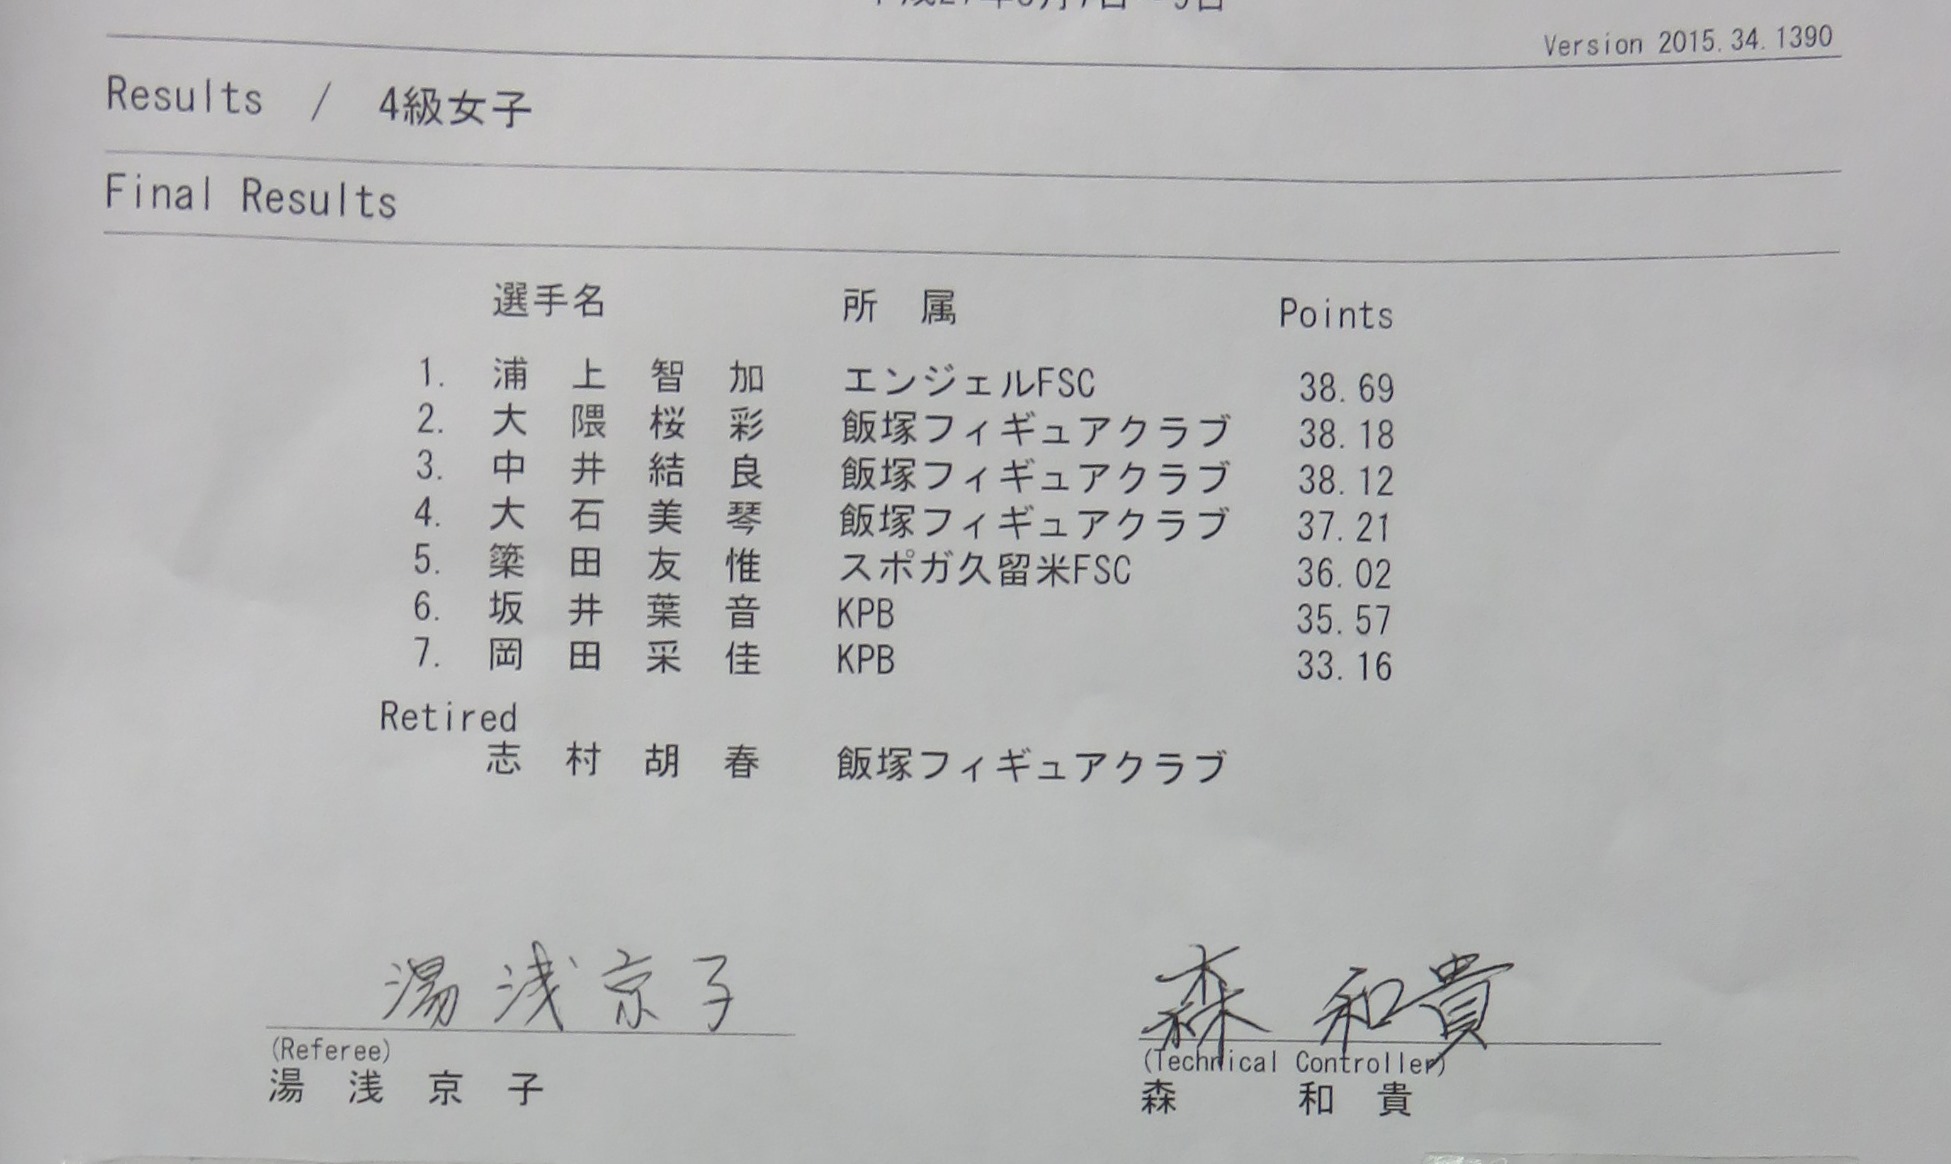 Version 2015.34.1390
Results / 4級女子
Final Results
選手名 所 属 Points
1. 浦 上 智 加 エンジェルFSC 38.69
2. 大 隈 桜 彩 飯塚フィギュアクラブ 38.18
3. 中 井 結 良 飯塚フィギュアクラブ 38.12
4. 大 石 美 琴 飯塚フィギュアクラブ 37.21
5. 簗 田 友 惟 スポガ久留米FSC 36.02
6. 坂 井 葉 音 KPB 35.57
7. 岡 田 采 佳 KPB 33.16
Retired
志 村 胡 春 飯塚フィギュアクラブ
湯浅京子 森 和貴
(Referee) (Technical Controller)
湯 浅 京 子 森 和 貴